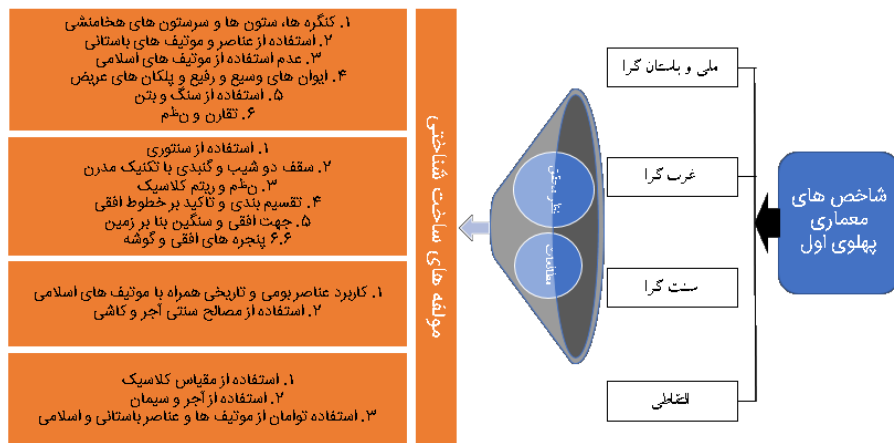 شاخص های
معماری
پهلوی اول
ملی و باستان گرا
غرب گرا
سنت گرا
التقاطی
نظر محقق
مطالعات
مولفه های ساخت شناختی
۱. کنگره ها، ستون ها و سرستون های هخامنشی
۲. استفاده از عناصر و موتیف های باستانی
۳. عدم استفاده از موتیف های اسلامی
۴. ایوان های وسیع و رفیع و پلکان های عریض
۵. استفاده از سنگ و بتن
۶. تقارن و نظم
۱. استفاده از سنتوری
۲. سقف دو شیب و گنبدی با تکنیک مدرن
۳. نظم و ریتم کلاسیک
۴. تقسیم بندی و تاکید بر خطوط افقی
۵. جهت افقی و سنگین بنا بر زمین
۶.۶ پنجره های افقی و گوشه
۱. کاربرد عناصر بومی و تاریخی همراه با موتیف های اسلامی
۲. استفاده از مصالح سنتی آجر و کاشی
۱. استفاده از مقیاس کلاسیک
۲. استفاده از آجر و سیمان
۳. استفاده توامان از موتیف ها و عناصر باستانی و اسلامی